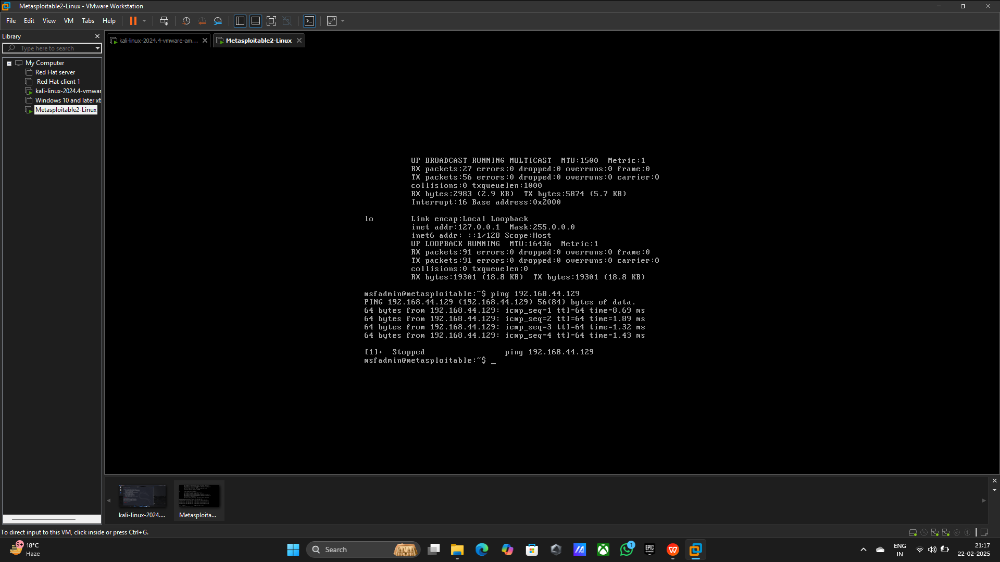 Metasploitable2-Linux - VMware Workstation
File Edit View VM Tabs Help
Library
Type here to search
My Computer
Red Hat server
Red Hat client 1
kali-linux-2024.4-vmwar
Windows 10 and later x6
Metasploitable2-Linux
kali-linux-2024.4-vmware-am...
Metasploitable2-Linux
UP BROADCAST RUNNING MULTICAST  MTU:1500  Metric:1
RX packets:27 errors:0 dropped:0 overruns:0 frame:0
TX packets:56 errors:0 dropped:0 overruns:0 carrier:0
collisions:0 txqueuelen:1000
RX bytes:2983 (2.9 KB)  TX bytes:5874 (5.7 KB)
Interrupt:16 Base address:0x2000
lo        Link encap:Local Loopback
inet addr:127.0.0.1  Mask:255.0.0.0
inet6 addr: ::1/128 Scope:Host
UP LOOPBACK RUNNING  MTU:16436  Metric:1
RX packets:91 errors:0 dropped:0 overruns:0 frame:0
TX packets:91 errors:0 dropped:0 overruns:0 carrier:0
collisions:0 txqueuelen:0
RX bytes:19301 (18.8 KB)  TX bytes:19301 (18.8 KB)
msfadmin@metasploitable:~$ ping 192.168.44.129
PING 192.168.44.129 (192.168.44.129) 56(84) bytes of data.
64 bytes from 192.168.44.129: icmp_seq=1 ttl=64 time=8.69 ms
64 bytes from 192.168.44.129: icmp_seq=2 ttl=64 time=1.89 ms
64 bytes from 192.168.44.129: icmp_seq=3 ttl=64 time=1.32 ms
64 bytes from 192.168.44.129: icmp_seq=4 ttl=64 time=1.43 ms
[1]+  Stopped                 ping 192.168.44.129
msfadmin@metasploitable:~$ _
kali-linux-2024....
Metasploita...
To direct input to this VM, click inside or press Ctrl+G.
9+
18°C
Haze
Search
1
EPIC
GAMES
ENG
IN
21:17
22-02-2025